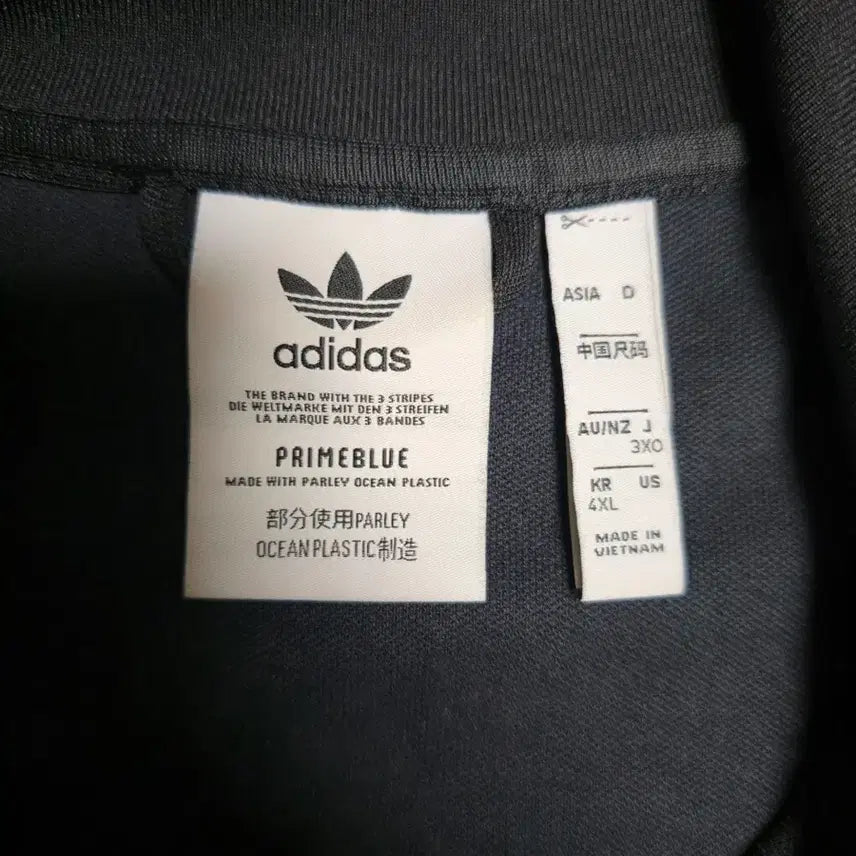 adidas
THE BRAND WITH THE 3 STRIPES
DIE WELTMARKE MIT DEN 3 STREIFEN
LA MARQUE AUX 3 BANDES
PRIMEBLUE
MADE WITH PARLEY OCEAN PLASTIC
部分使用PARLEY
OCEAN PLASTIC制造
ASIA D
中国尺码
AU/NZ J
3XO
KR US
4XL
MADE IN
VIETNAM